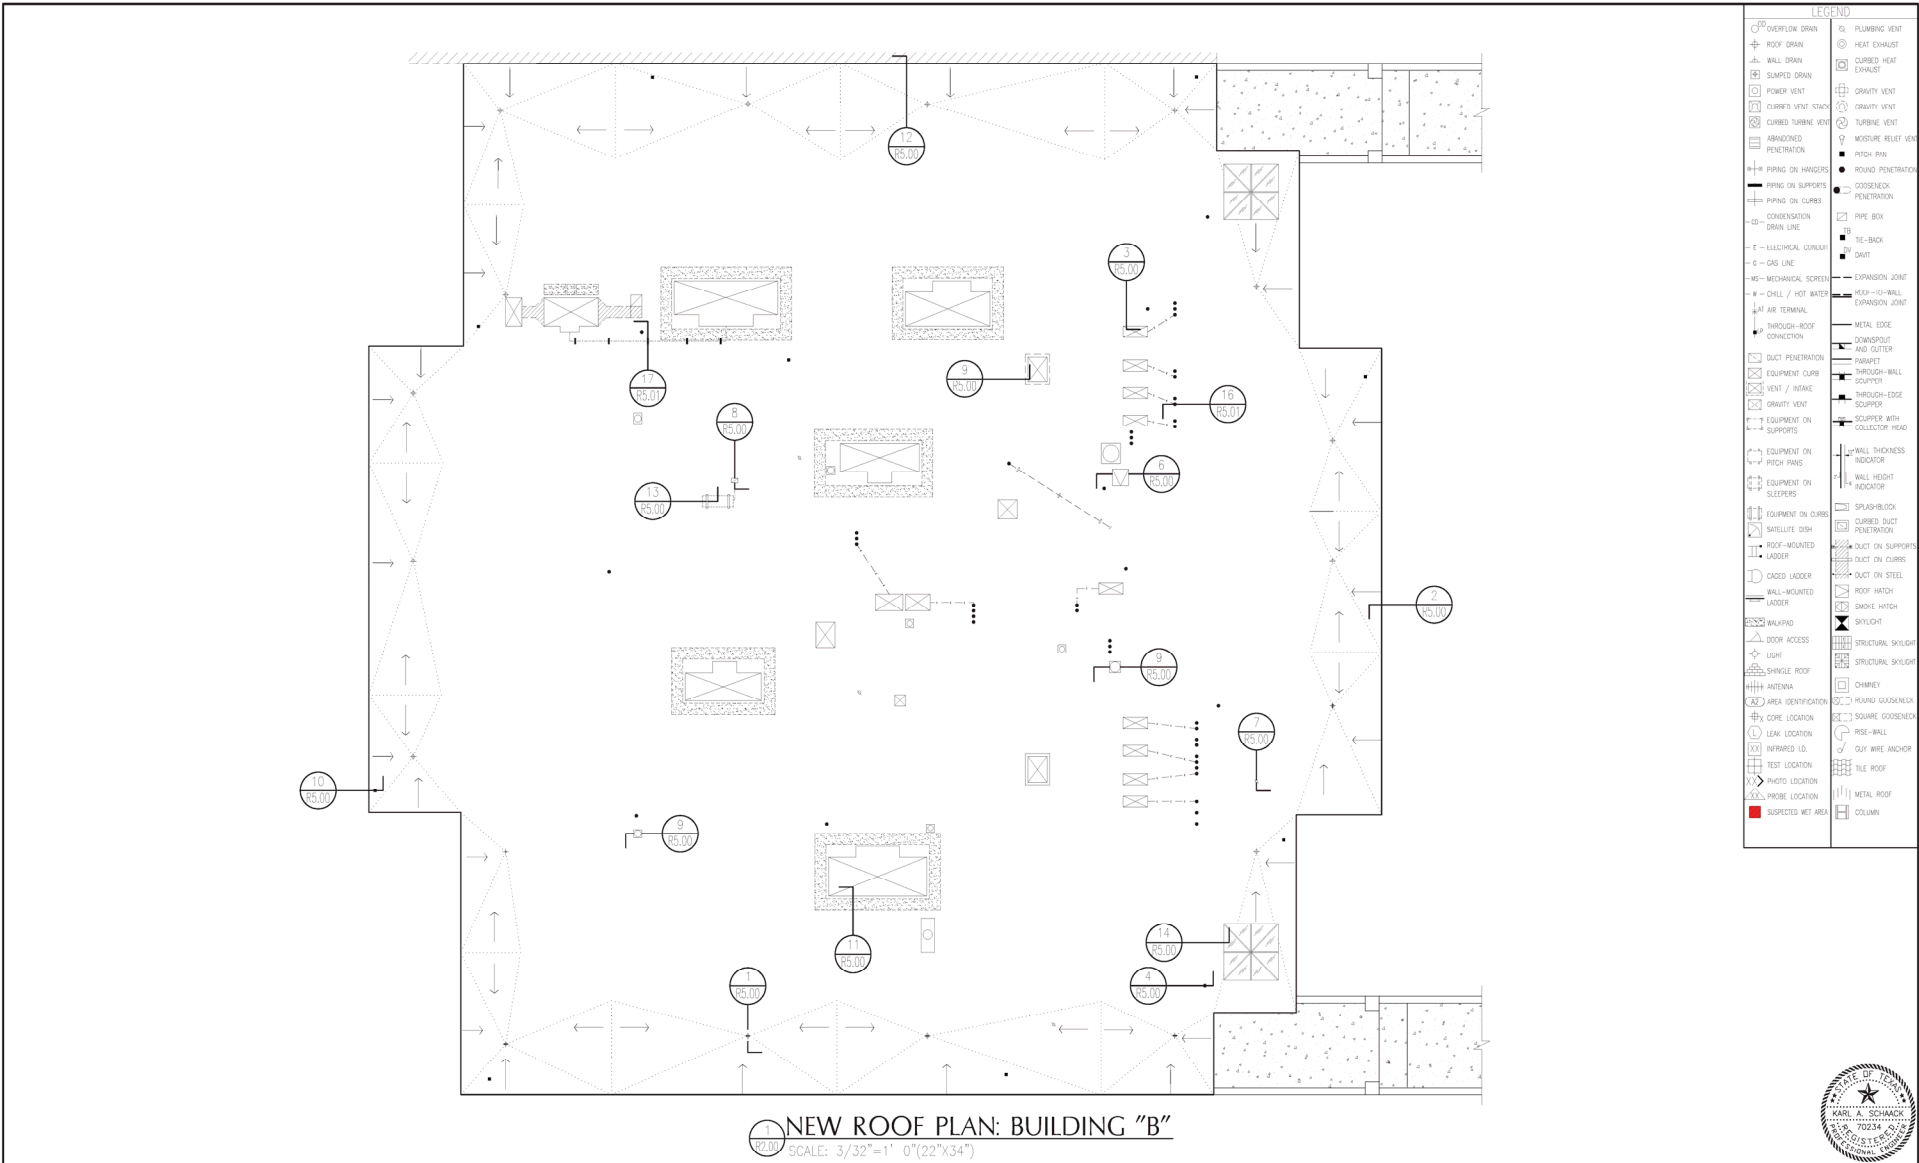 LEGEND
OD OVERFLOW DRAIN
ROOF DRAIN
WALL DRAIN
SUMPED DRAIN
POWER VENT
CURBED VENT STACK
CURBED TURBINE VENT
ABANDONED
PENETRATION
PIPING ON HANGERS
PIPING ON SUPPORTS
PIPING ON CURBS
CD CONDENSATION
DRAIN LINE
E ELECTRICAL CONDUIT
G GAS LINE
MS MECHANICAL SCREEN
W CHILL / HOT WATER
AT AIR TERMINAL
THROUGH-ROOF
LP CONNECTION
DUCT PENETRATION
EQUIPMENT CURB
VENT / INTAKE
GRAVITY VENT
EQUIPMENT ON
SUPPORTS
EQUIPMENT ON
PITCH PANS
EQUIPMENT ON
SLEEPERS
EQUIPMENT ON CURBS
SATELLITE DISH
ROOF-MOUNTED
LADDER
CAGED LADDER
WALL-MOUNTED
LADDER
WALKPAD
DOOR ACCESS
LIGHT
SHINGLE ROOF
ANTENNA
A2 AREA IDENTIFICATION
X CORE LOCATION
L LEAK LOCATION
XX INFRARED I.D.
TEST LOCATION
XX PHOTO LOCATION
XX PROBE LOCATION
SUSPECTED WET AREA
PLUMBING VENT
HEAT EXHAUST
CURBED HEAT
EXHAUST
GRAVITY VENT
GRAVITY VENT
TURBINE VENT
MOISTURE RELIEF VENT
PITCH PAN
ROUND PENETRATION
GOOSENECK
PENETRATION
PIPE BOX
TB
TIE-BACK
DV
DAVIT
EXPANSION JOINT
ROOF-TO-WALL
EXPANSION JOINT
METAL EDGE
DOWNSPOUT
AND GUTTER
PARAPET
THROUGH-WALL
SCUPPER
THROUGH-EDGE
SCUPPER
SCUPPER WITH
COLLECTOR HEAD
WALL THICKNESS
INDICATOR
WALL HEIGHT
INDICATOR
SPLASHBLOCK
CURBED DUCT
PENETRATION
DUCT ON SUPPORTS
DUCT ON CURBS
DUCT ON STEEL
ROOF HATCH
SMOKE HATCH
SKYLIGHT
STRUCTURAL SKYLIGHT
STRUCTURAL SKYLIGHT
CHIMNEY
ROUND GOOSENECK
SQUARE GOOSENECK
RISE-WALL
GUY WIRE ANCHOR
TILE ROOF
METAL ROOF
COLUMN
12
R5.00
3
R5.00
17
R5.01
9
R5.00
16
R5.01
8
R5.00
6
R5.00
13
R5.00
2
R5.00
9
R5.00
7
R5.00
10
R5.00
9
R5.00
11
R5.00
14
R5.00
4
R5.00
1
R5.00
1
R2.00
NEW ROOF PLAN: BUILDING "B"
SCALE: 3/32"=1' 0"(22"X34")
STATE OF TEXAS
KARL A. SCHAACK
70234
REGISTERED
PROFESSIONAL ENGINEER